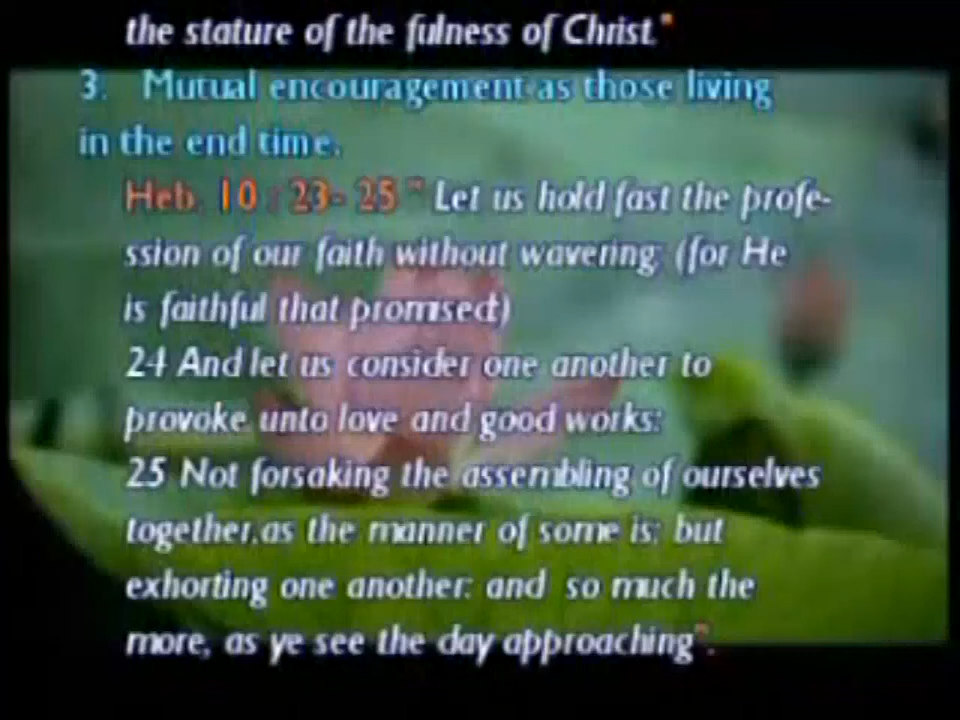 the stature of the fulness of Christ."
3. Mutual encouragement as those living
in the end time.
Heb. 10 : 23- 25 " Let us hold fast the profe-
ssion of our faith without wavering; (for He
is faithful that promised;)
24 And let us consider one another to
provoke unto love and good works:
25 Not forsaking the assembling of ourselves
together,as the manner of some is; but
exhorting one another: and so much the
more, as ye see the day approaching".